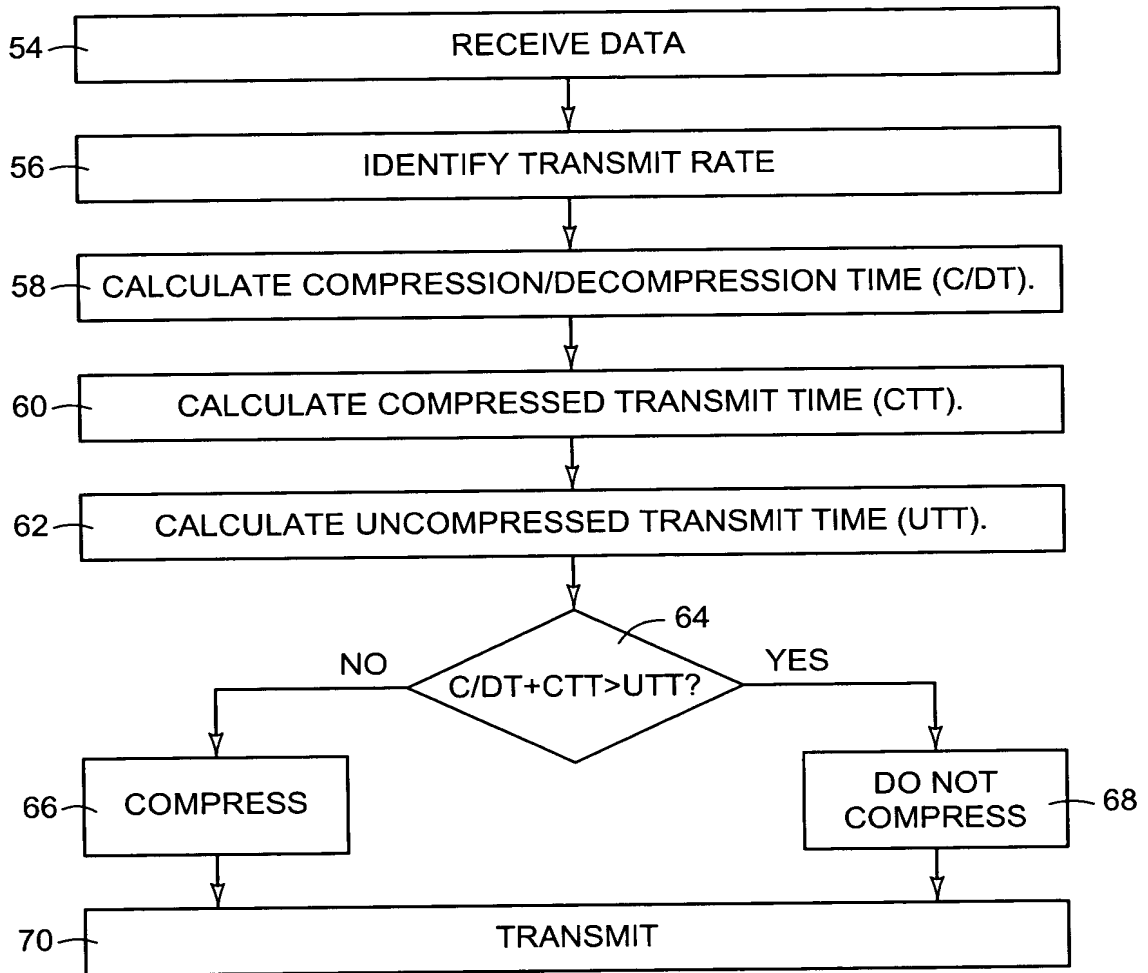 54 RECEIVE DATA
56 IDENTIFY TRANSMIT RATE
58 CALCULATE COMPRESSION/DECOMPRESSION TIME (C/DT).
60 CALCULATE COMPRESSED TRANSMIT TIME (CTT).
62 CALCULATE UNCOMPRESSED TRANSMIT TIME (UTT).
64
NO
YES
C/DT+CTT>UTT?
66 COMPRESS
DO NOT
COMPRESS
68
70 TRANSMIT